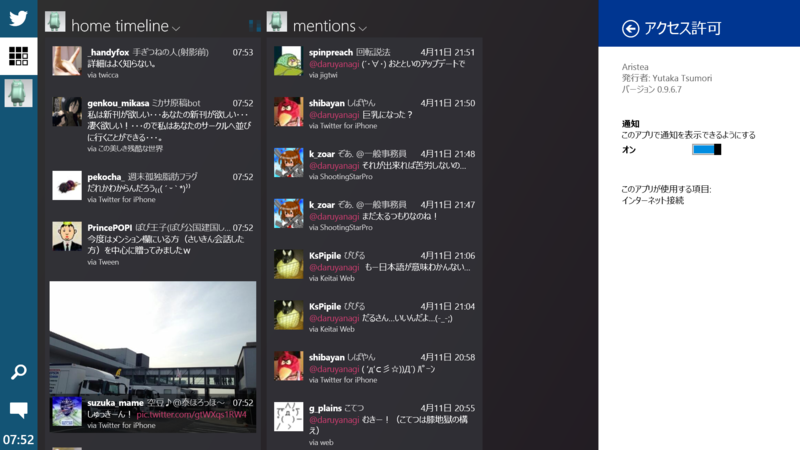 home timeline
_handyfox 手ぎつねの人(射影前) 07:53
詳細はよく知らない。
via twicca
genkou_mikasa ミカサ原稿bot 07:52
私は新刊が欲しい・・・あなたの新刊が欲しい・・・
凄く欲しい！・・・ので私はあなたのサークルへ並び
に行くことができる・・・。
via この美しき残酷な世界
pekocha_ 週末孤独脂肪フラグ 07:52
だれかわからんだろう((
via Twitter for iPhone
PrincePOPI ぽぴ王子(ぽぴ公国建国し... 07:52
今度はメンション欄にいる方（さいきん会話した
方）を中心に贈ってみましたｗ
via Tween
suzuka_mame 空豆♪@泰ほろっほ～ 07:52
しゅっきーん！ pic.twitter.com/gtWXqs1RW4
via Twitter for iPhone
07:52
mentions
spinpreach 回転説法 4月11日 21:51
@daruyanagi (´・∀・) おとといのアップデートで
via jigtwi
shibayan しばやん 4月11日 21:50
@daruyanagi 巨乳になった？
via Twitter for iPhone
k_zoar ぞあ, @一般事務員 4月11日 21:48
@daruyanagi それが出来れば苦労しないの...
via ShootingStarPro
k_zoar ぞあ, @一般事務員 4月11日 21:47
@daruyanagi まだ太るつもりなのね！
via ShootingStarPro
KsPipile ぴぴる 4月11日 21:06
@daruyanagi もー日本語が意味わかんない...
via Keitai Web
KsPipile ぴぴる 4月11日 21:04
@daruyanagi だるさん...いいんだよ...(-_-;)
via Keitai Web
shibayan しばやん 4月11日 20:58
@daruyanagi (ﾟдﾟ⊂彡☆))Д´) ﾊﾟｰﾝ
via Twitter for iPhone
g_plains こてつ 4月11日 20:55
@daruyanagi むきー！（こてつは膝地獄の構
え）
via web
アクセス許可
Aristea
発行者: Yutaka Tsumori
バージョン 0.9.6.7
通知
このアプリで通知を表示できるようにする
オン
このアプリが使用する項目:
インターネット接続